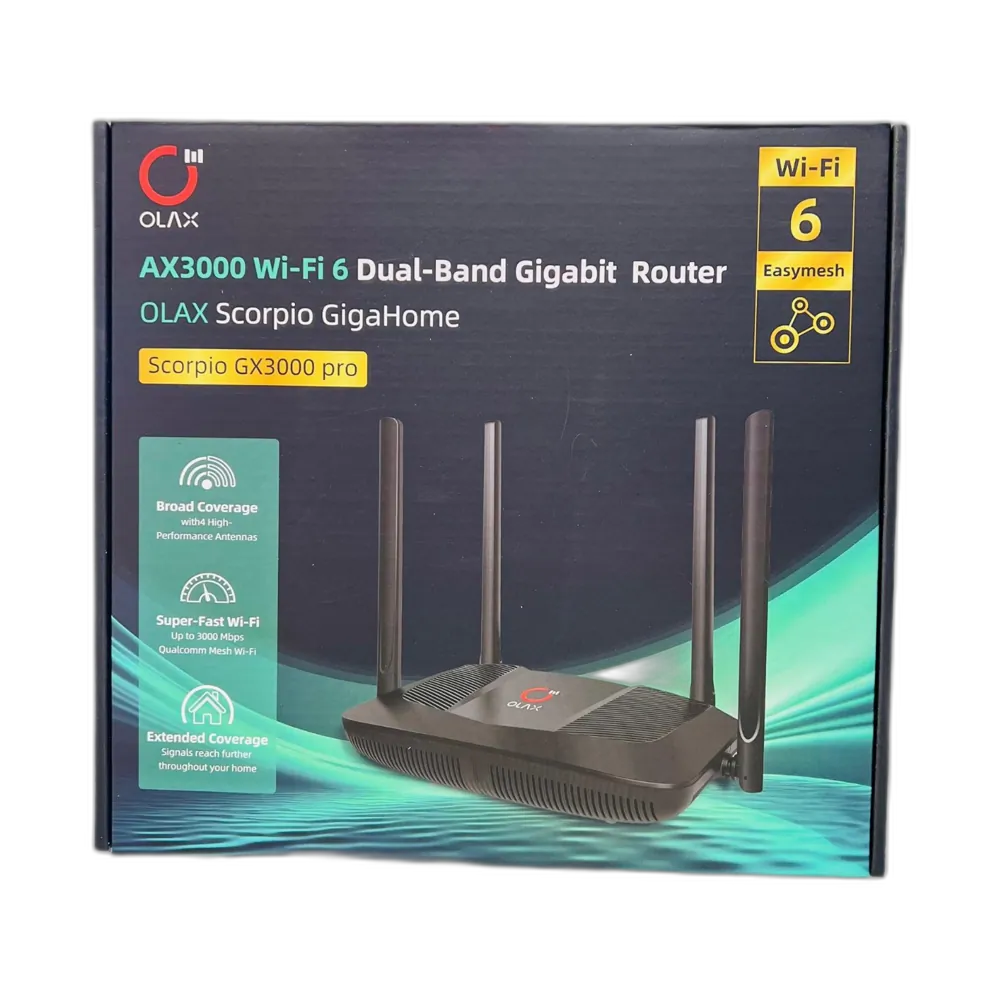 OLAX
Wi-Fi
6
Easymesh
AX3000 Wi-Fi 6 Dual-Band Gigabit Router
OLAX Scorpio GigaHome
Scorpio GX3000 pro
Broad Coverage
with4 High-
Performance Antennas
Super-Fast Wi-Fi
Up to 3000 Mbps
Qualcomm Mesh Wi-Fi
Extended Coverage
Signals reach further
throughout your home
OLAX